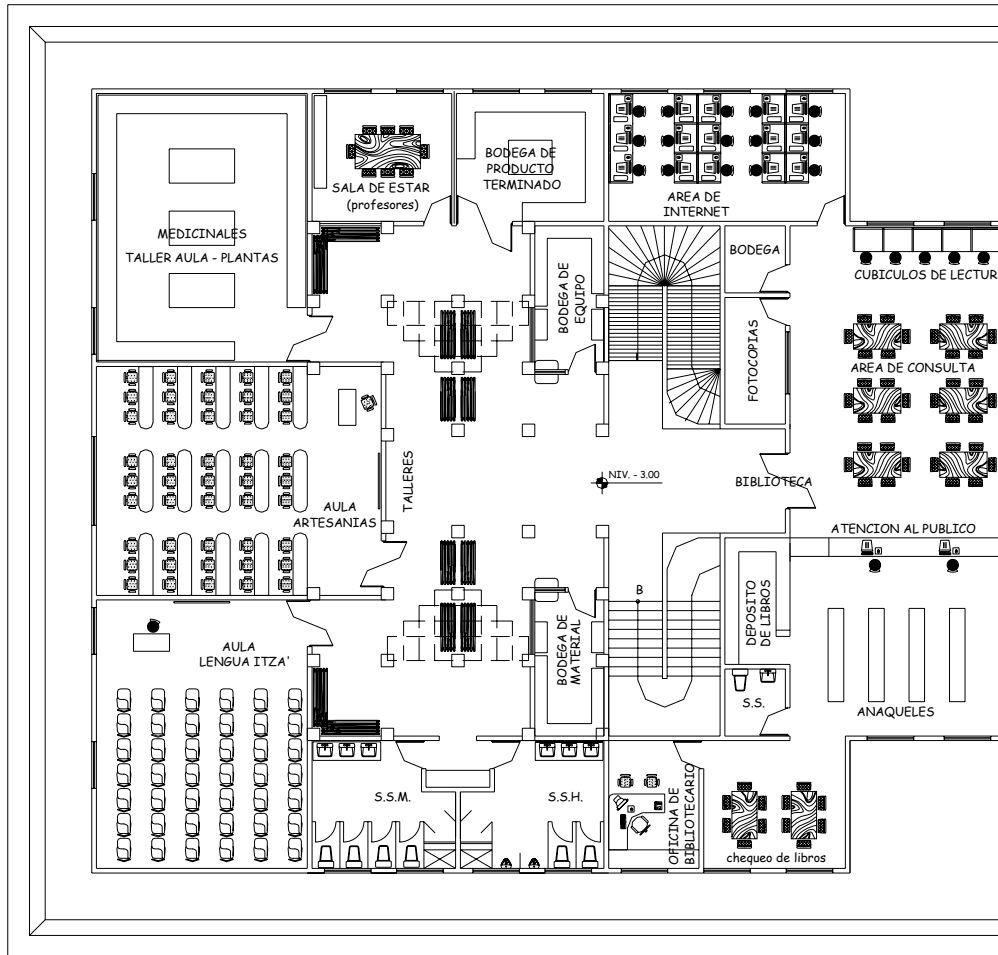 SALA DE ESTAR
(profesores)
BODEGA DE
PRODUCTO
TERMINADO
AREA DE
INTERNET
MEDICINALES
TALLER AULA - PLANTAS
BODEGA DE
EQUIPO
BODEGA
CUBICULOS DE LECTUR
FOTOCOPIAS
AREA DE CONSULTA
TALLERES
NIV. - 3.00
BIBLIOTECA
AULA
ARTESANIAS
ATENCION AL PUBLICO
B
DEPOSITO
DE LIBROS
AULA
LENGUA ITZA'
BODEGA DE
MATERIAL
S.S.
ANAQUELES
S.S.M.
S.S.H.
OFICINA DE
BIBLIOTECARIO
chequeo de libros